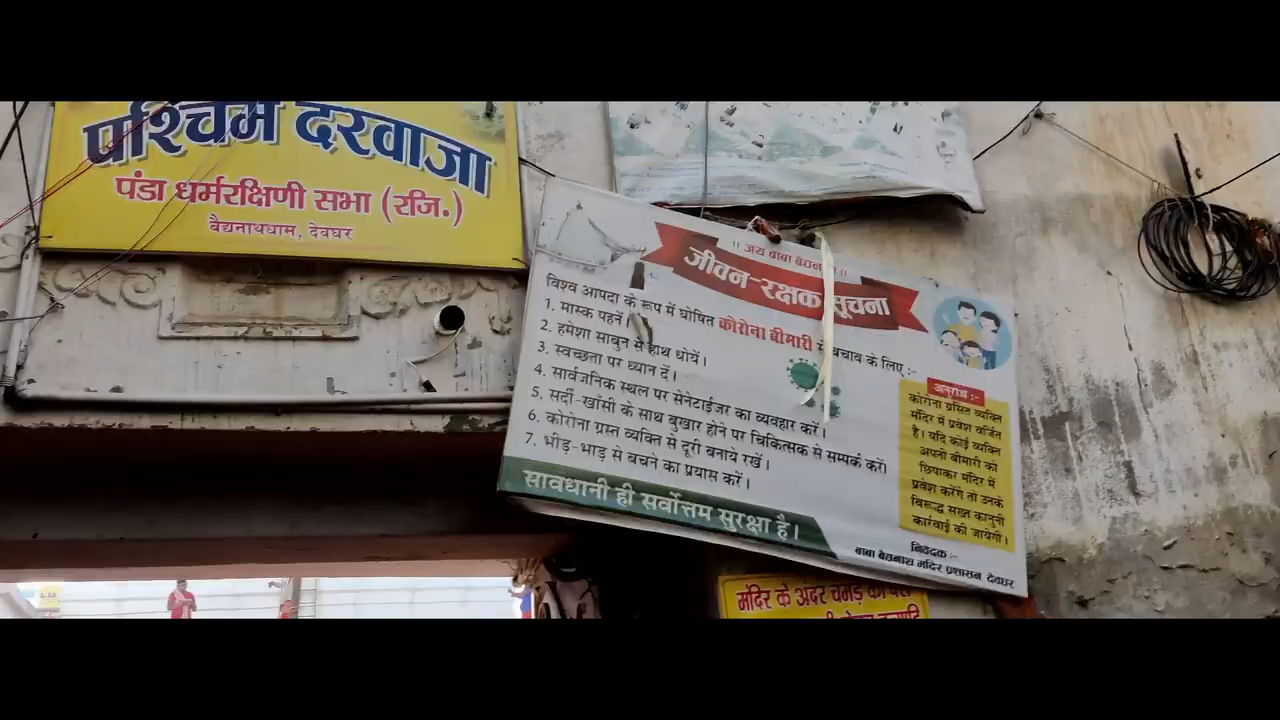 पश्चिम दरवाजा
पंडा धर्मरक्षिणी सभा (रजि.)
बैद्यनाथधाम, देवघर
!! जय बाबा बैद्यन !!
जीवन-रक्षक सूचना
विश्व आपदा के रूप में घोषित कोरोना बीमारी से बचाव के लिए :-
1. मास्क पहनें।
2. हमेशा साबुन से हाथ धोयें।
3. स्वच्छता पर ध्यान दें।
4. सार्वजनिक स्थल पर सेनेटाईजर का व्यवहार करें।
5. सर्दी-खाँसी के साथ बुखार होने पर चिकित्सक से सम्पर्क करें।
6. कोरोना ग्रस्त व्यक्ति से दूरी बनाये रखें।
7. भीड़-भाड़ से बचने का प्रयास करें।
सावधानी ही सर्वोत्तम सुरक्षा है।
अनुरोध :-
कोरोना ग्रसित व्यक्ति
मंदिर में प्रवेश वर्जित
है। यदि कोई व्यक्ति
अपनी बीमारी को
छिपाकर मंदिर में
प्रवेश करेंगे तो उनके
विरूद्ध सख्त कानूनी
कार्रवाई की जायेगी।
निवेदक :-
बाबा बैद्यनाथ मंदिर प्रशासन देवघर
मंदिर के अंदर चमड़े